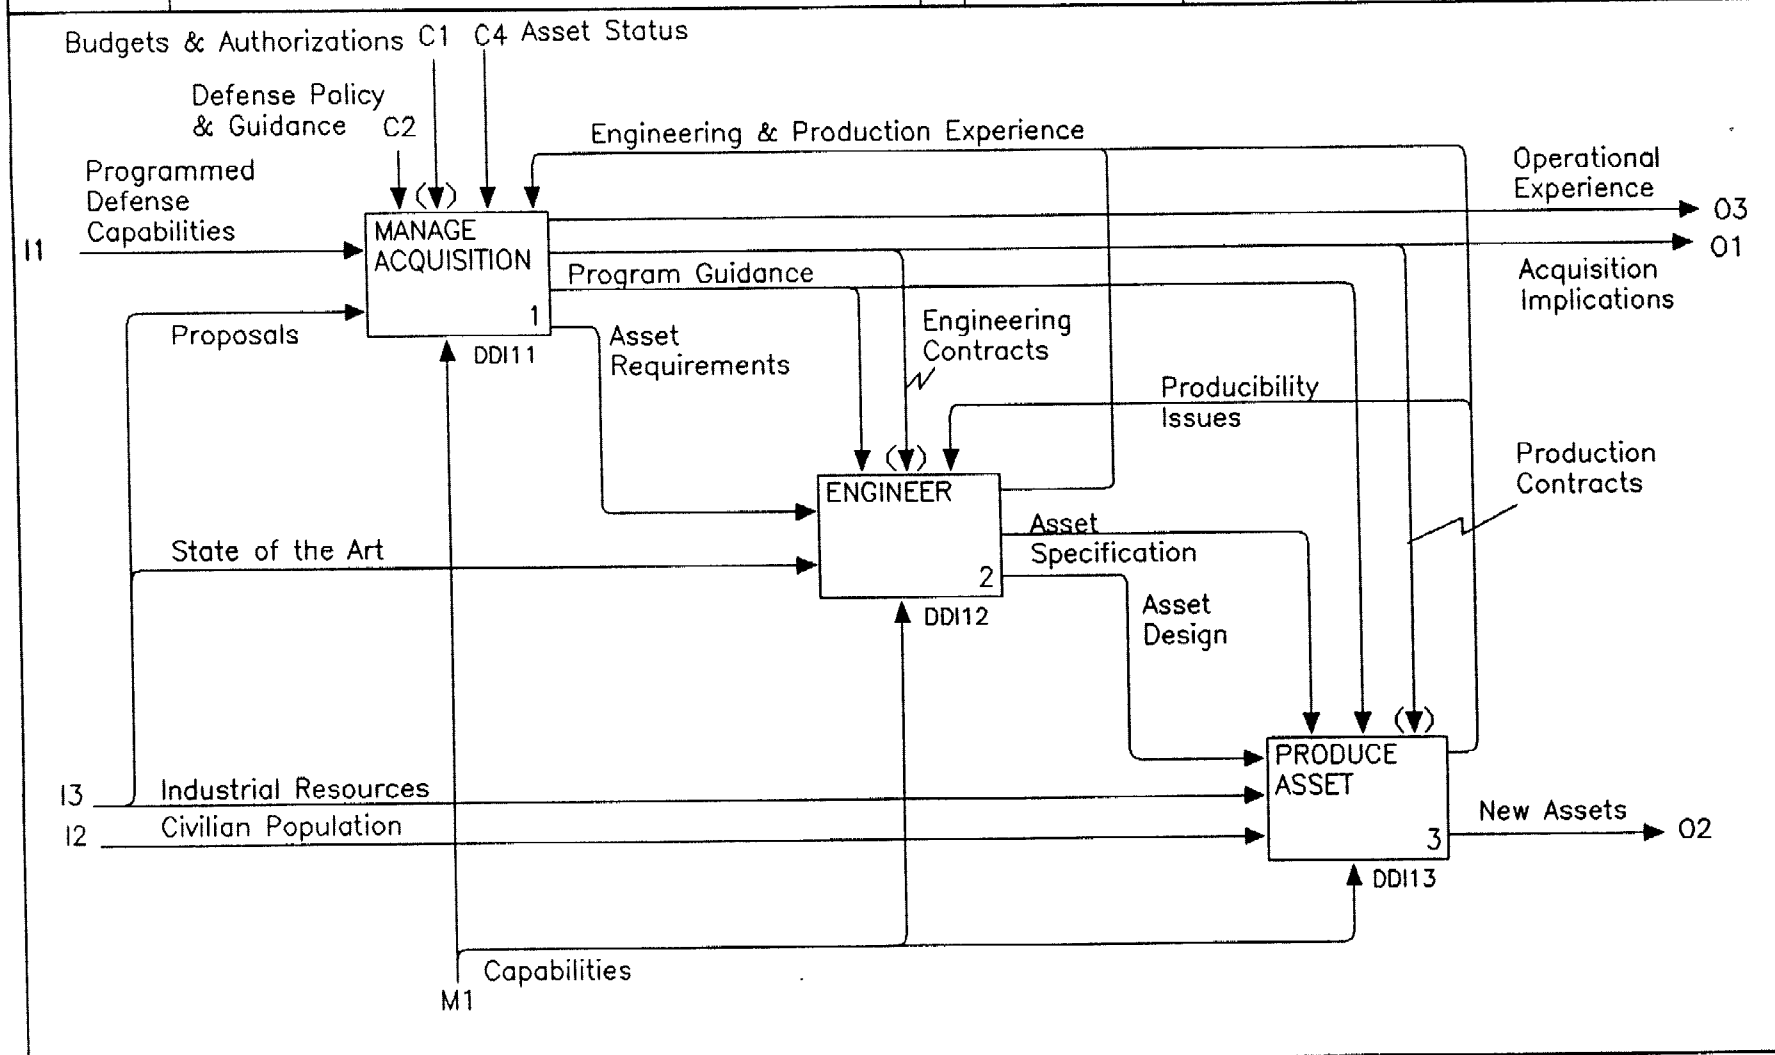 Budgets & Authorizations C1 C4 Asset Status
Defense Policy
& Guidance C2
Engineering & Production Experience
Programmed
Defense
Capabilities
I1
Operational
Experience
O3
O1
MANAGE
ACQUISITION
1
DDI11
Program Guidance
Acquisition
Implications
Proposals
Asset
Requirements
Engineering
Contracts
Producibility
Issues
Production
Contracts
ENGINEER
2
DDI12
State of the Art
Asset
Specification
Asset
Design
PRODUCE
ASSET
3
DDI13
I3 Industrial Resources
I2 Civilian Population
New Assets O2
Capabilities
M1
( )
( )
( )